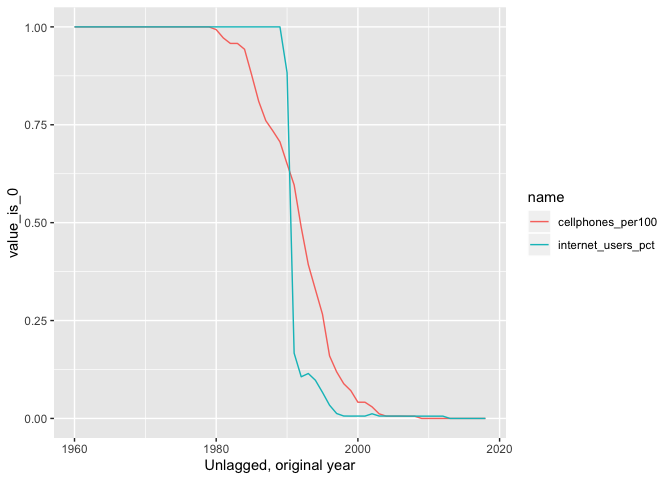 1.00
0.75
0.50
0.25
0.00
value_is_0
1960
1980
2000
2020
Unlagged, original year
name
cellphones_per100
internet_users_pct